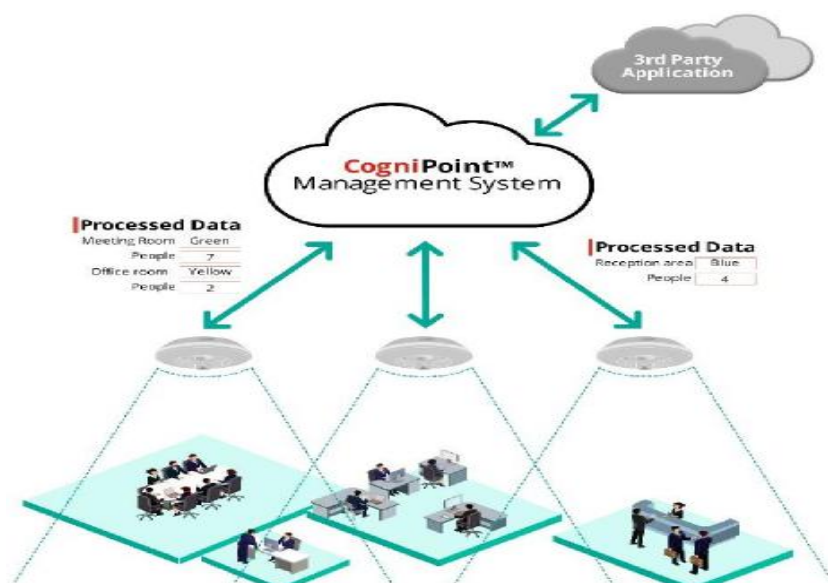 3rd Party
Application
CogniPoint™
Management System
Processed Data
Meeting Room Green
People 7
Office room Yellow
People 2
Processed Data
Reception area Blue
People 4